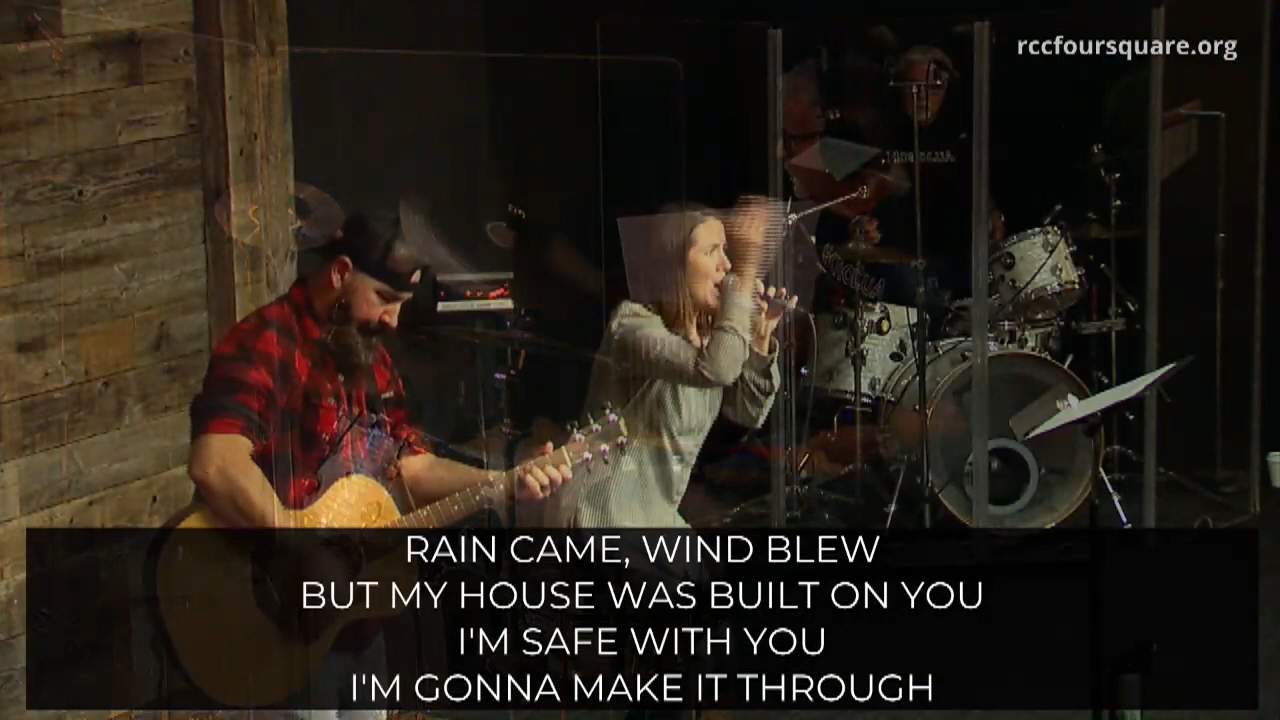 rccfoursquare.org
RAIN CAME, WIND BLEW
BUT MY HOUSE WAS BUILT ON YOU
I'M SAFE WITH YOU
I'M GONNA MAKE IT THROUGH